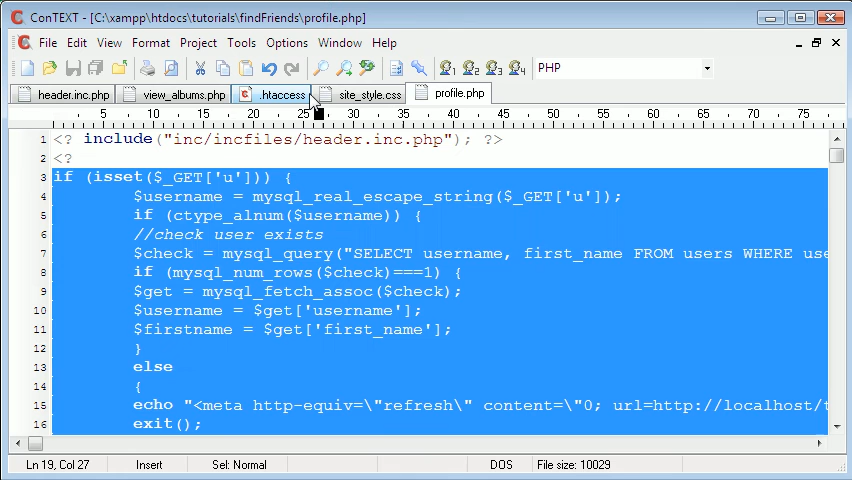 ConTEXT - [C:\xampp\htdocs\tutorials\findFriends\profile.php]
File Edit View Format Project Tools Options Window Help
PHP
header.inc.php view_albums.php .htaccess site_style.css profile.php
5 10 15 20 25 30 35 40 45 50 55 60 65 70 75
1 <? include("inc/incfiles/header.inc.php"); ?>
2 <?
3 if (isset($_GET['u'])) {
4 $username = mysql_real_escape_string($_GET['u']);
5 if (ctype_alnum($username)) {
6 //check user exists
7 $check = mysql_query("SELECT username, first_name FROM users WHERE use
8 if (mysql_num_rows($check)===1) {
9 $get = mysql_fetch_assoc($check);
10 $username = $get['username'];
11 $firstname = $get['first_name'];
12 }
13 else
14 {
15 echo "<meta http-equiv=\"refresh\" content=\"0; url=http://localhost/t
16 exit();
Ln 19, Col 27 Insert Sel: Normal DOS File size: 10029